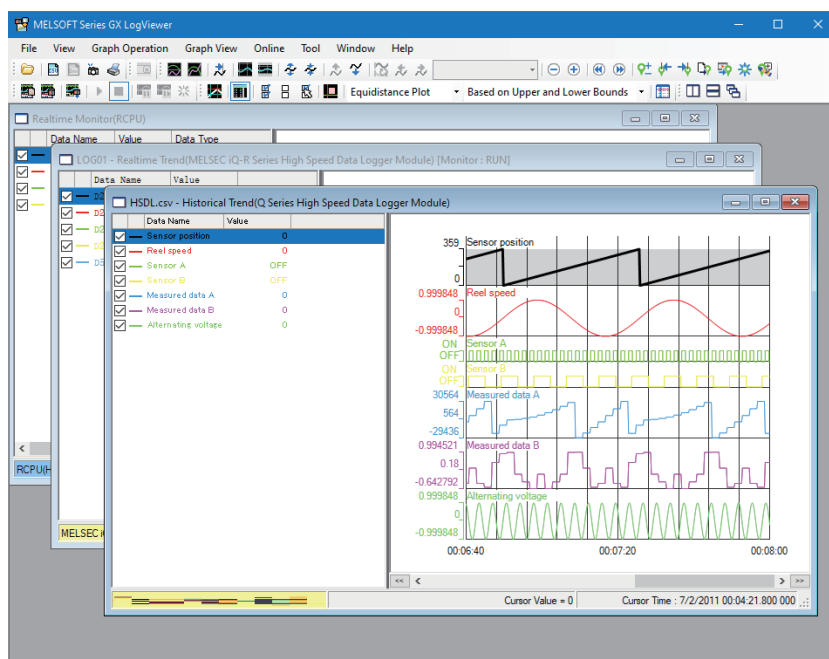 MELSOFT Series GX LogViewer
File View Graph Operation Graph View Online Tool Window Help
Equidistance Plot Based on Upper and Lower Bounds
Realtime Monitor(RCPU)
Data Name Value Data Type
LOG01 - Realtime Trend(MELSEC iQ-R Series High Speed Data Logger Module) [Monitor : RUN]
Data Name Value
HSDL.csv - Historical Trend(Q Series High Speed Data Logger Module)
Data Name Value
Sensor position 0
Reel speed 0
Sensor A OFF
Sensor B OFF
Measured data A 0
Measured data B 0
Alternating voltage 0
359 Sensor position
0
0.999848 Reel speed
0
-0.999848
ON Sensor A
OFF
ON Sensor B
OFF
30564 Measured data A
564
-29436
0.994521 Measured data B
0.18
-0.642792
0.999848 Alternating voltage
0
-0.999848
00:06:40 00:07:20 00:08:00
RCPU(H
MELSEC i
Cursor Value = 0 Cursor Time : 7/2/2011 00:04:21.800 000